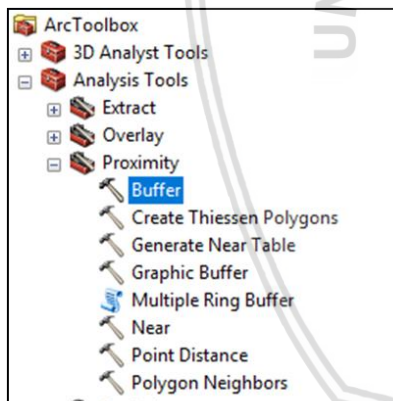 ArcToolbox
3D Analyst Tools
Analysis Tools
Extract
Overlay
Proximity
Buffer
Create Thiessen Polygons
Generate Near Table
Graphic Buffer
Multiple Ring Buffer
Near
Point Distance
Polygon Neighbors
UN